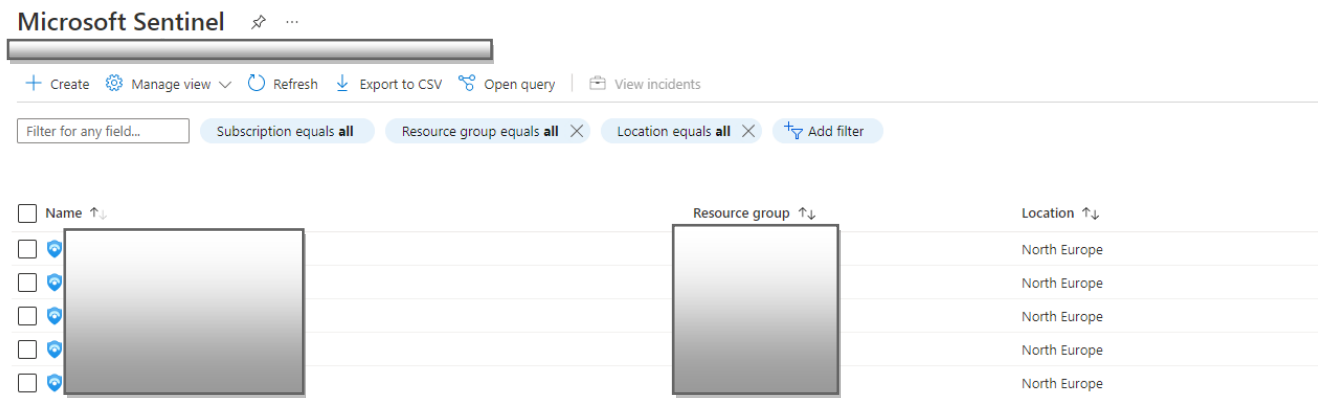 Microsoft Sentinel
Create Manage view Refresh Export to CSV Open query View incidents
Filter for any field... Subscription equals all Resource group equals all Location equals all Add filter
Name Resource group Location
North Europe
North Europe
North Europe
North Europe
North Europe